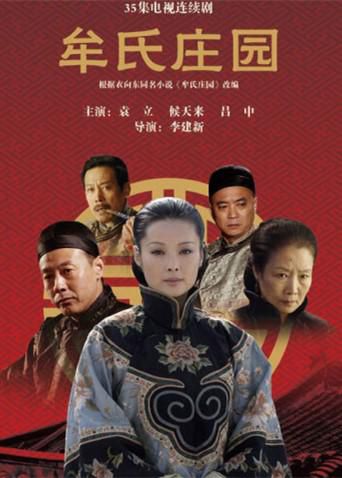 35集电视连续剧
牟氏庄园
根据衣向东同名小说《牟氏庄园》改编
主演：袁 立 候天来 吕 中
导演：李建新